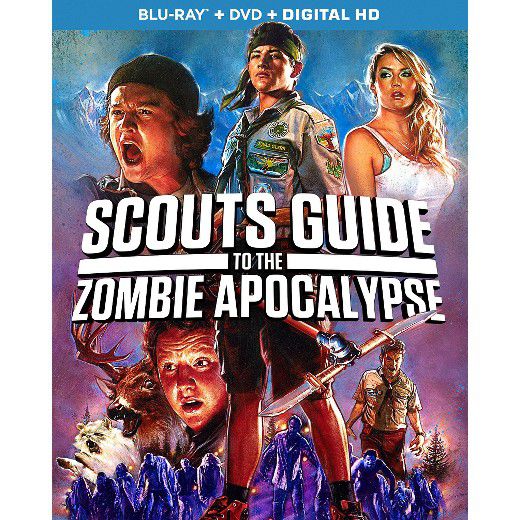 BLU-RAY + DVD + DIGITAL HD
SCOUTS GUIDE
TO THE
ZOMBIE APOCALYPSE